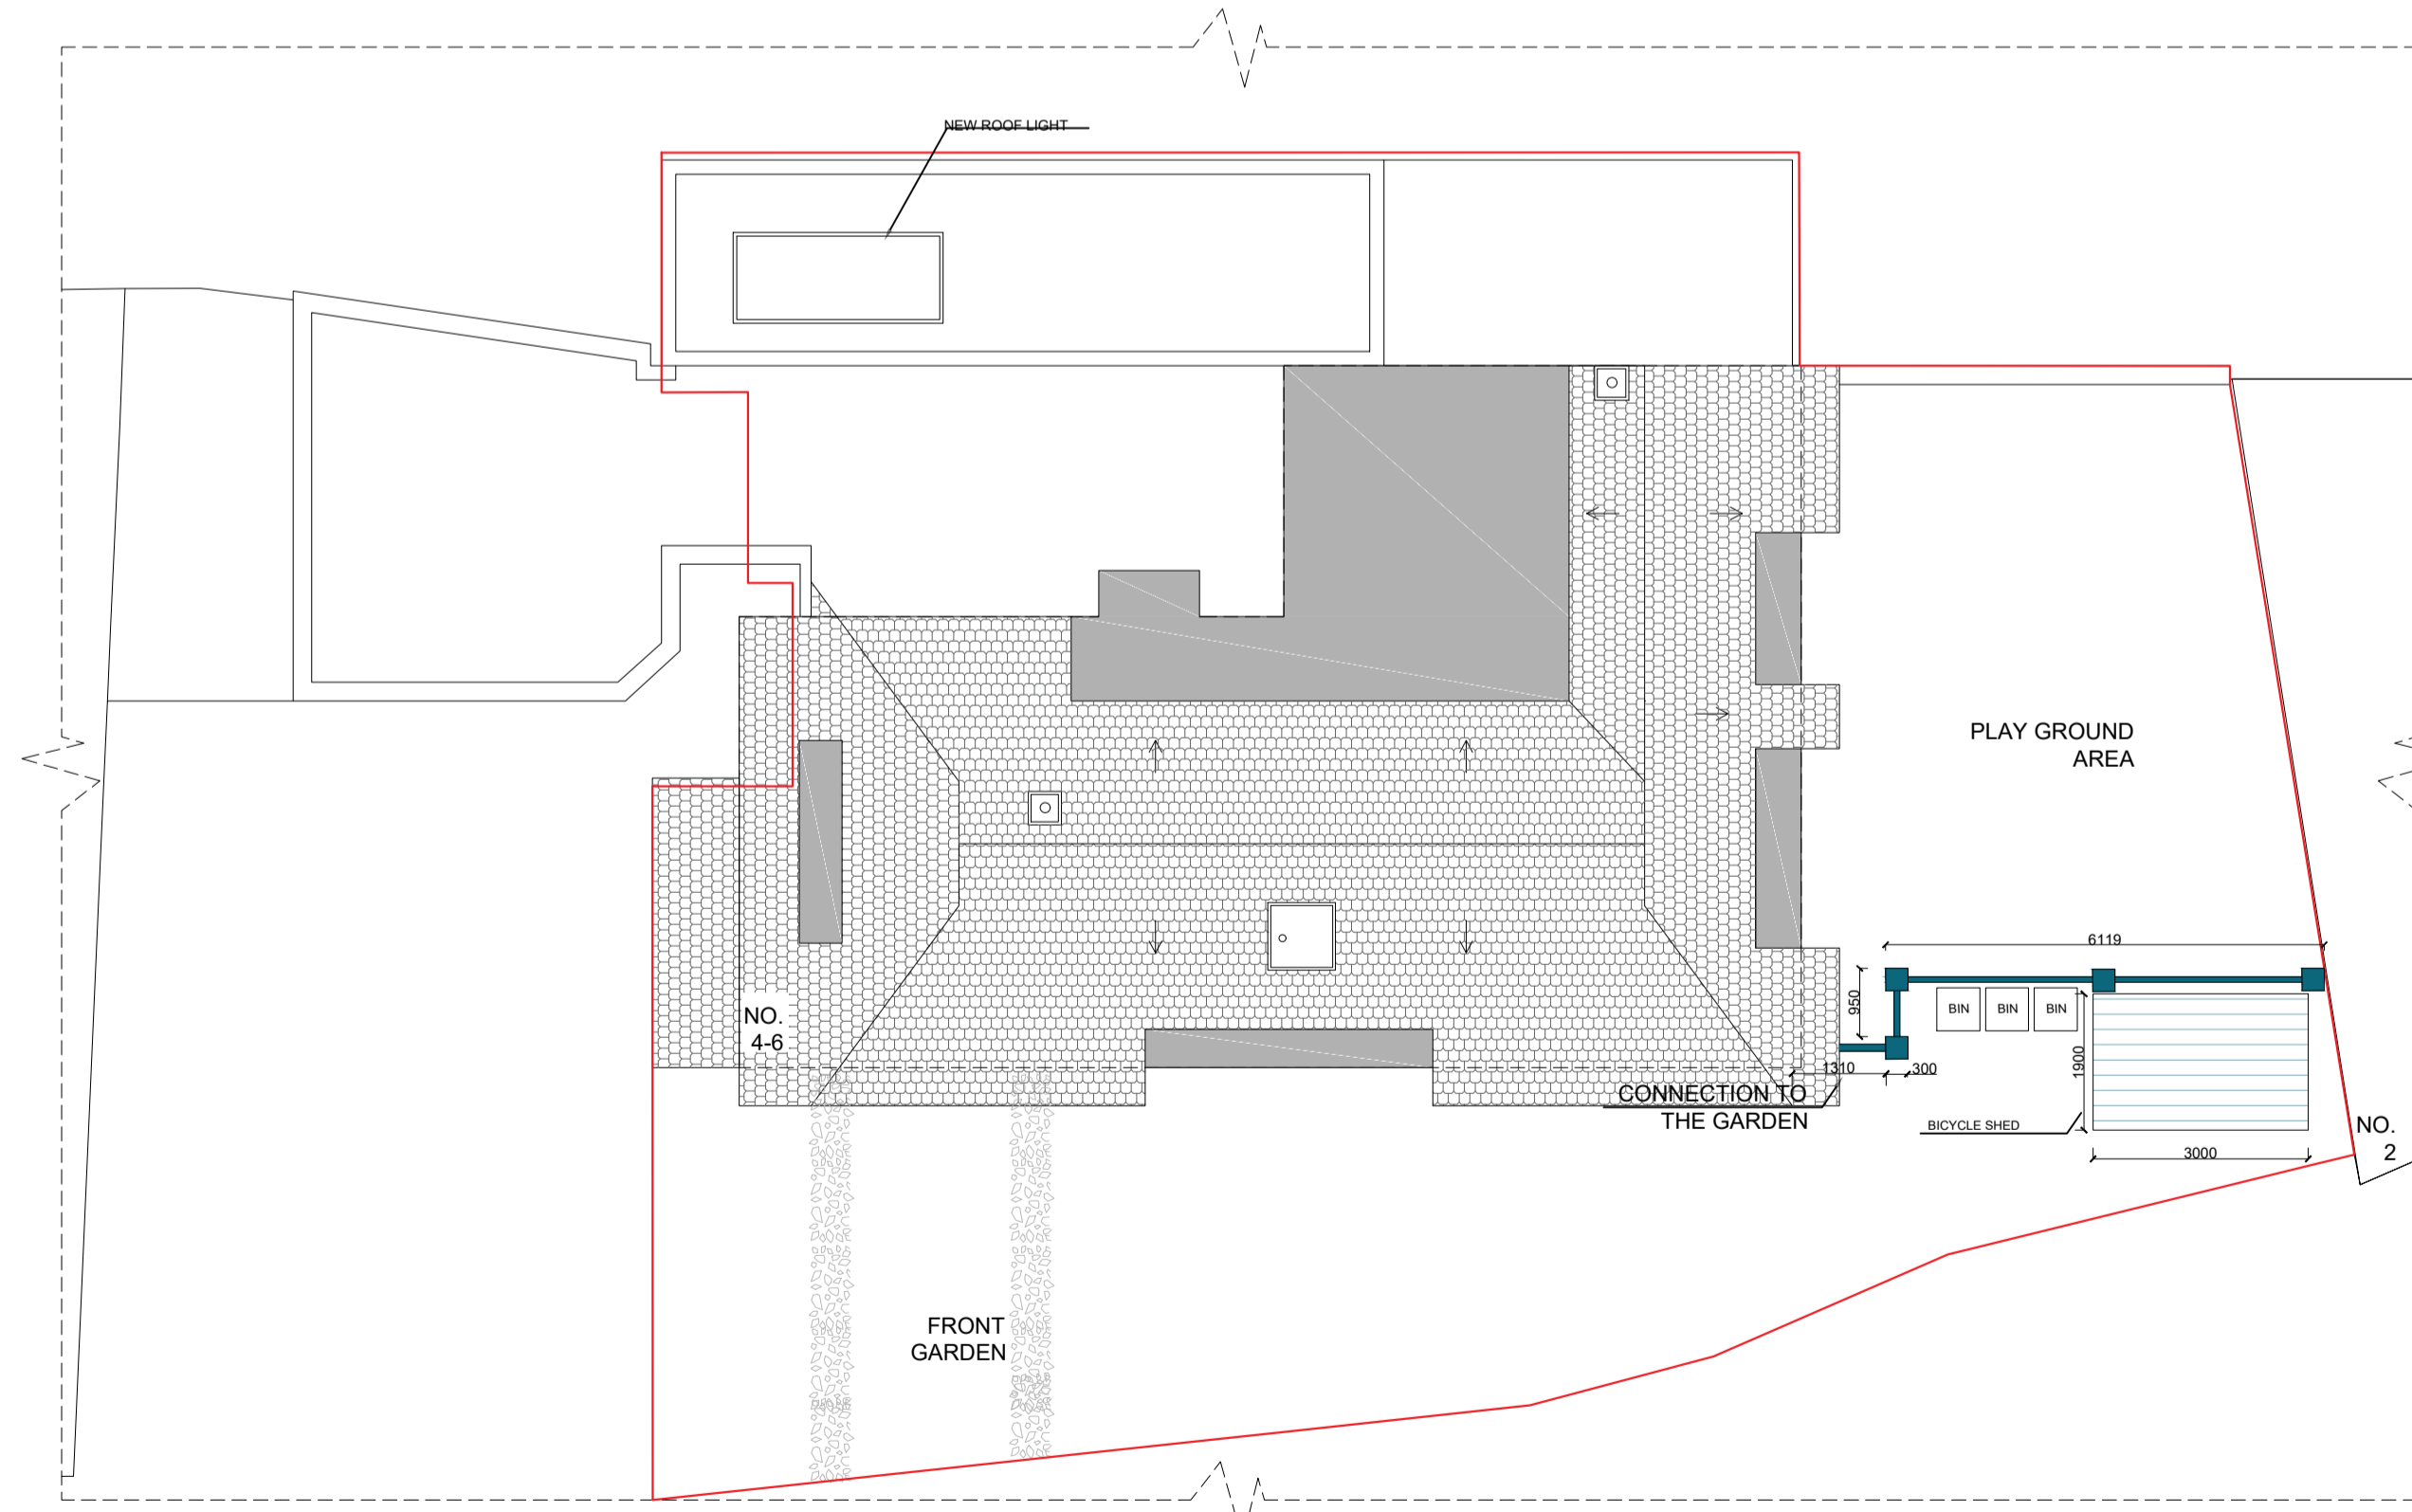 NEW ROOF LIGHT
PLAY GROUND
AREA
6119
950
BIN BIN BIN
NO.
4-6
1900
1310
300
CONNECTION TO
THE GARDEN
BICYCLE SHED
NO.
2
3000
FRONT
GARDEN